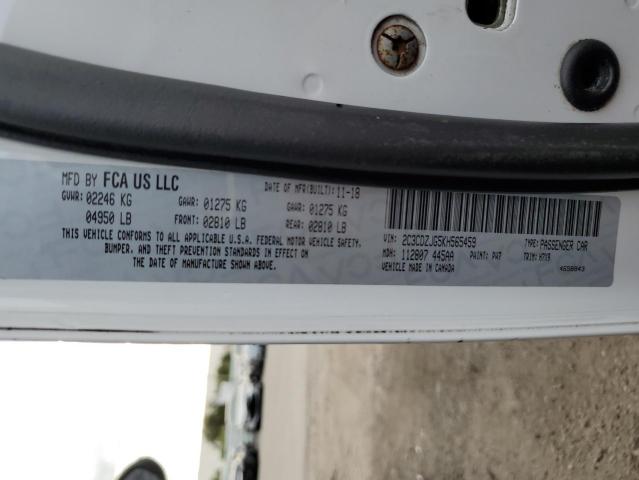 MFD BY FCA US LLC
DATE OF MFR(BUILT): 11-18
GVWR: 02246 KG GAWR: 01275 KG GAWR: 01275 KG
04950 LB FRONT: 02810 LB REAR: 02810 LB
THIS VEHICLE CONFORMS TO ALL APPLICABLE U.S.A. FEDERAL MOTOR VEHICLE SAFETY,
BUMPER, AND THEFT PREVENTION STANDARDS IN EFFECT ON
THE DATE OF MANUFACTURE SHOWN ABOVE.
VIN: 2C3CDZJG5KH565459 TYPE: PASSENGER CAR
MDH: 112807 445AA PAINT: PW7 TRIM: H7X9
VEHICLE MADE IN CANADA 4658843